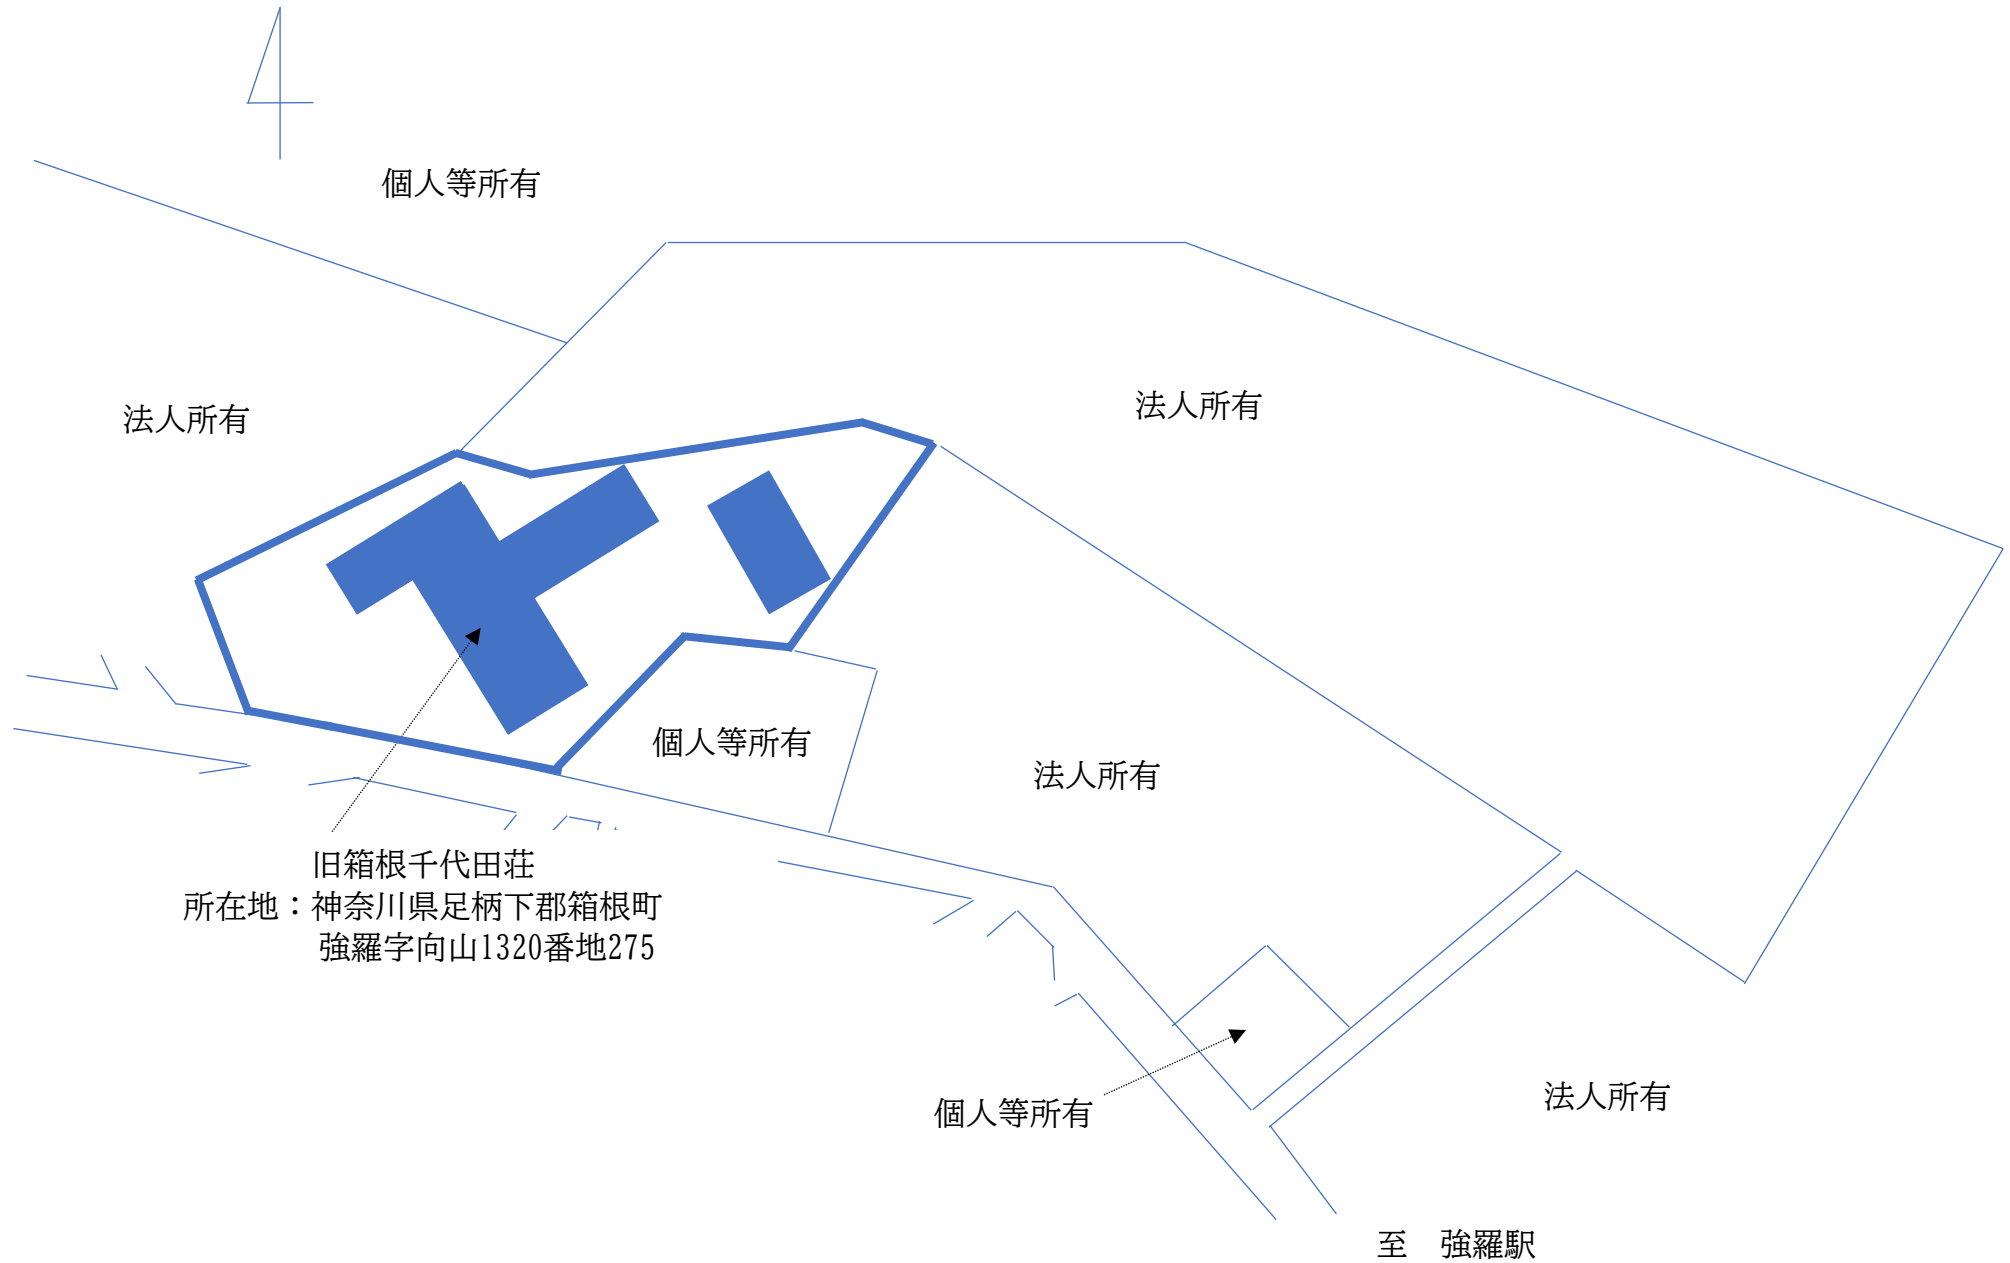 個人等所有
法人所有
法人所有
個人等所有
法人所有
旧箱根千代田荘
所在地：神奈川県足柄下郡箱根町
強羅字向山1320番地275
個人等所有
法人所有
至　強羅駅